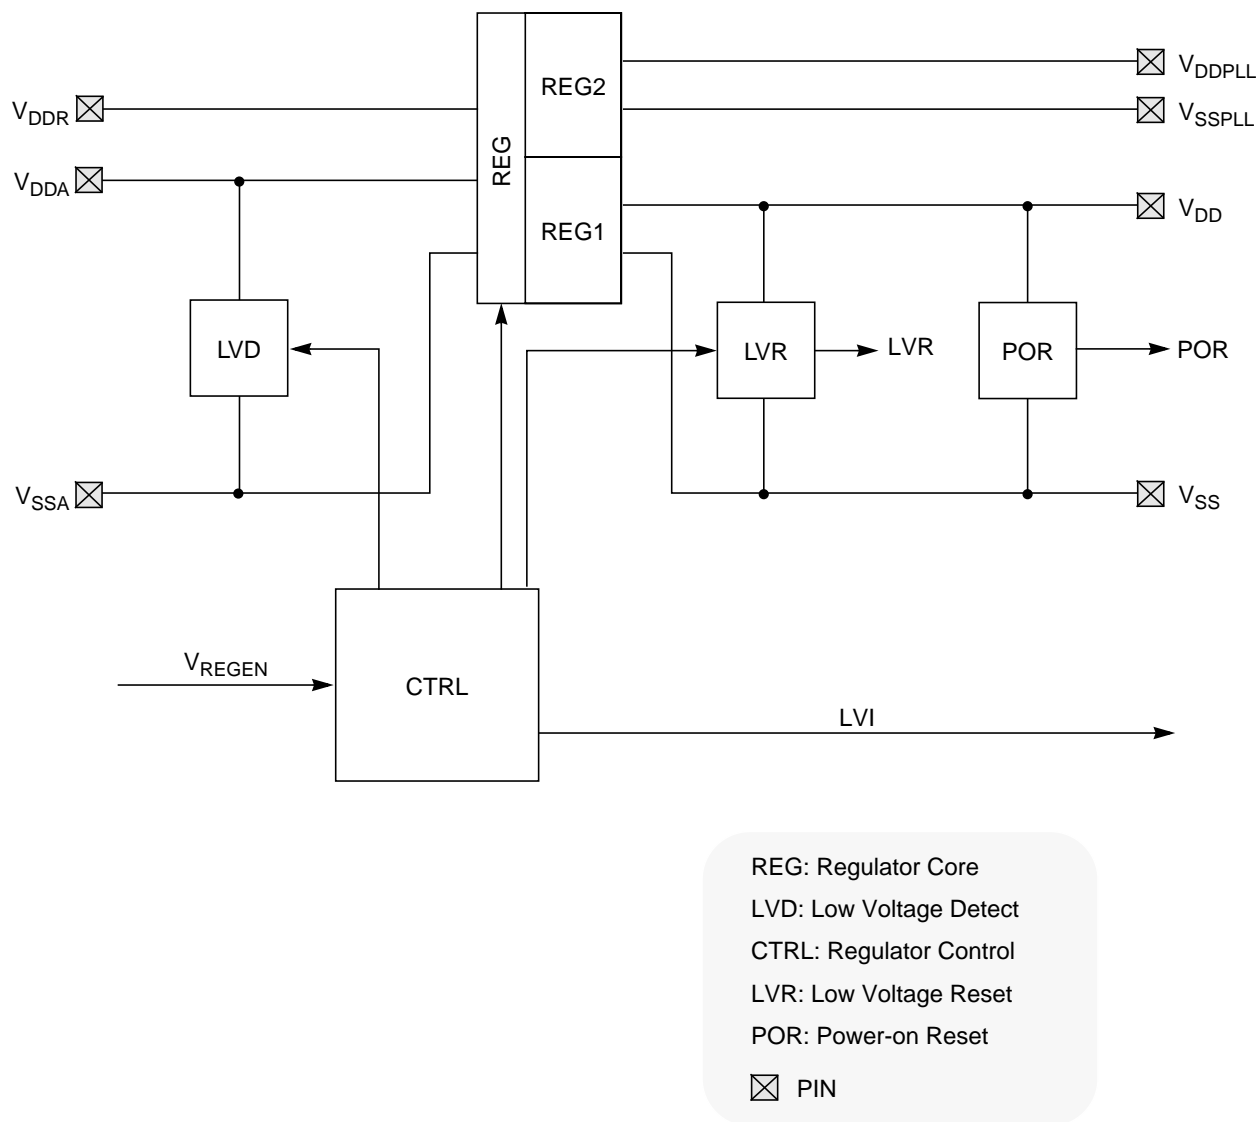 REG2
VDDPLL
VDDR
VSSPLL
REG
VDDA
REG1
VDD
LVD
LVR
LVR
POR
POR
VSSA
VSS
VREGEN
CTRL
LVI
REG: Regulator Core
LVD: Low Voltage Detect
CTRL: Regulator Control
LVR: Low Voltage Reset
POR: Power-on Reset
PIN